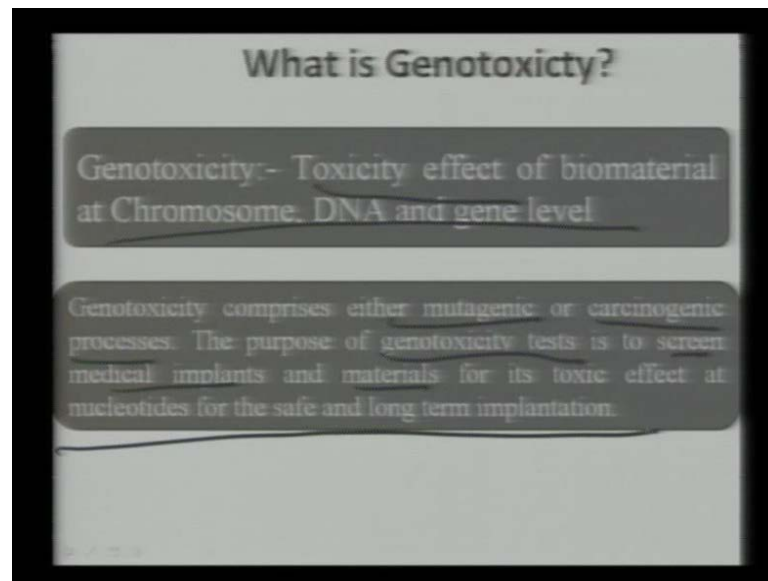 What is Genotoxicty?
Genotoxicity:- Toxicity effect of biomaterial
at Chromosome, DNA and gene level
Genotoxicity comprises either mutagenic or carcinogenic
processes. The purpose of genotoxicity tests is to screen
medical implants and materials for its toxic effect at
nucleotides for the safe and long term implantation.